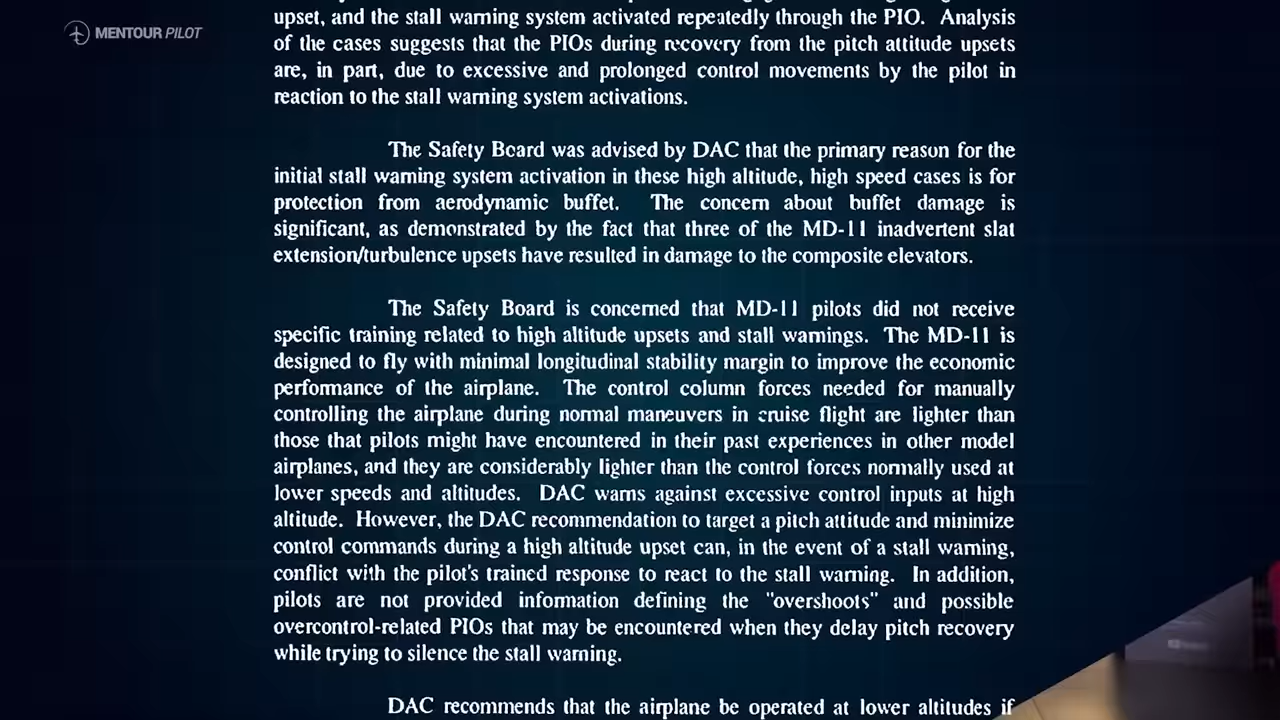 MENTOUR PILOT
upset, and the stall warning system activated repeatedly through the PIO. Analysis
of the cases suggests that the PIOs during recovery from the pitch attitude upsets
are, in part, due to excessive and prolonged control movements by the pilot in
reaction to the stall warning system activations.
The Safety Board was advised by DAC that the primary reason for the
initial stall warning system activation in these high altitude, high speed cases is for
protection from aerodynamic buffet. The concern about buffet damage is
significant, as demonstrated by the fact that three of the MD-11 inadvertent slat
extension/turbulence upsets have resulted in damage to the composite elevators.
The Safety Board is concerned that MD-11 pilots did not receive
specific training related to high altitude upsets and stall warnings. The MD-11 is
designed to fly with minimal longitudinal stability margin to improve the economic
performance of the airplane. The control column forces needed for manually
controlling the airplane during normal maneuvers in cruise flight are lighter than
those that pilots might have encountered in their past experiences in other model
airplanes, and they are considerably lighter than the control forces normally used at
lower speeds and altitudes. DAC warns against excessive control inputs at high
altitude. However, the DAC recommendation to target a pitch attitude and minimize
control commands during a high altitude upset can, in the event of a stall warning,
conflict with the pilot's trained response to react to the stall warning. In addition,
pilots are not provided information defining the "overshoots" and possible
overcontrol-related PIOs that may be encountered when they delay pitch recovery
while trying to silence the stall warning.
DAC recommends that the airplane be operated at lower altitudes if